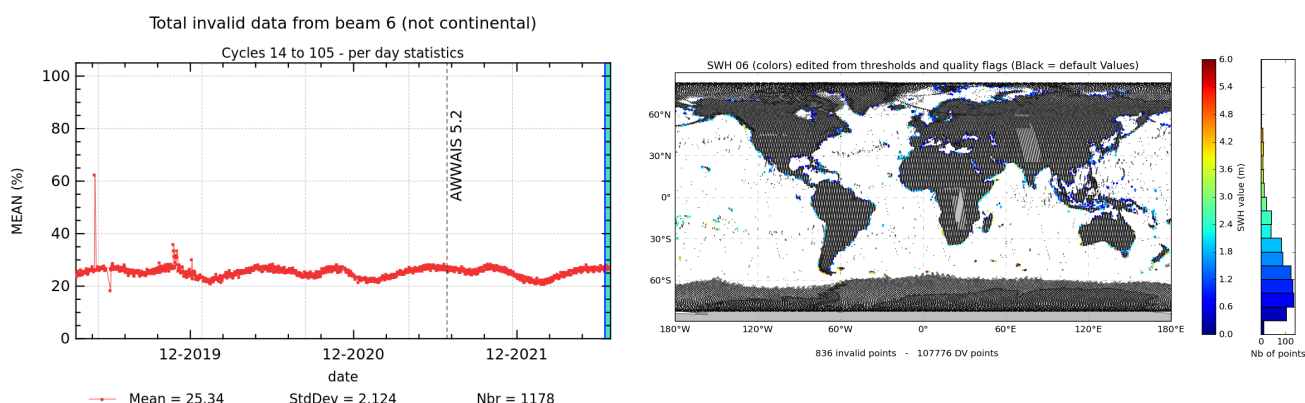 Total invalid data from beam 6 (not continental)
Cycles 14 to 105 - per day statistics
100
80
60
40
20
0
MEAN (%)
AWWAIS 5.2
12-2019
12-2020
12-2021
date
Mean = 25.34
StdDev = 2.124
Nbr = 1178
SWH 06 (colors) edited from thresholds and quality flags (Black = default Values)
60°N
30°N
0°
30°S
60°S
180°W
120°W
60°W
0°
60°E
120°E
180°E
836 invalid points - 107776 DV points
6.0
5.4
4.8
4.2
3.6
3.0
2.4
1.8
1.2
0.6
0.0
SWH value (m)
0
100
Nb of points